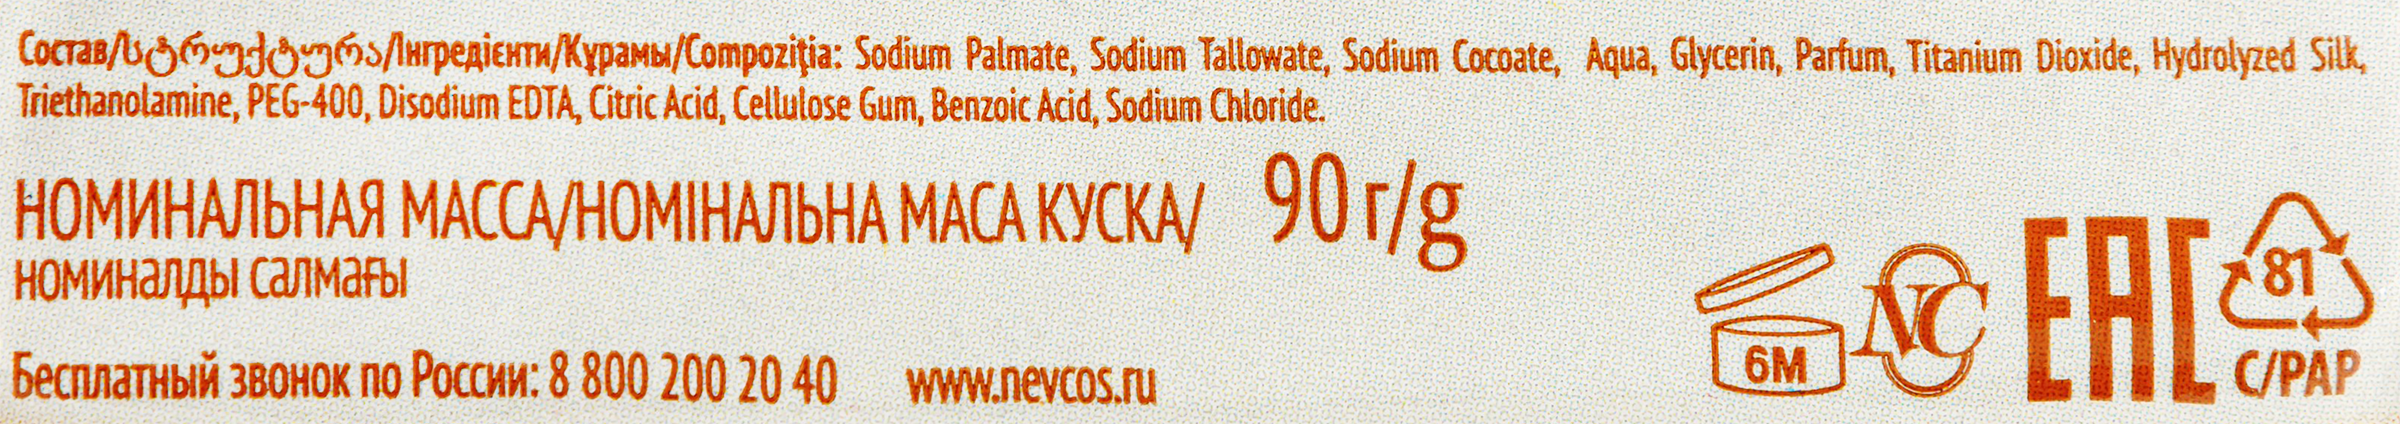 Состав/სტრუქტურა/Інгредієнти/Құрамы/Compoziţia: Sodium Palmate, Sodium Tallowate, Sodium Cocoate, Aqua, Glycerin, Parfum, Titanium Dioxide, Hydrolyzed Silk,
Triethanolamine, PEG-400, Disodium EDTA, Citric Acid, Cellulose Gum, Benzoic Acid, Sodium Chloride.
НОМИНАЛЬНАЯ МАССА/НОМІНАЛЬНА МАСА КУСКА/ 90 г/g
номиналды салмағы
Бесплатный звонок по России: 8 800 200 20 40 www.nevcos.ru
6M NC EAC 81
C/PAP